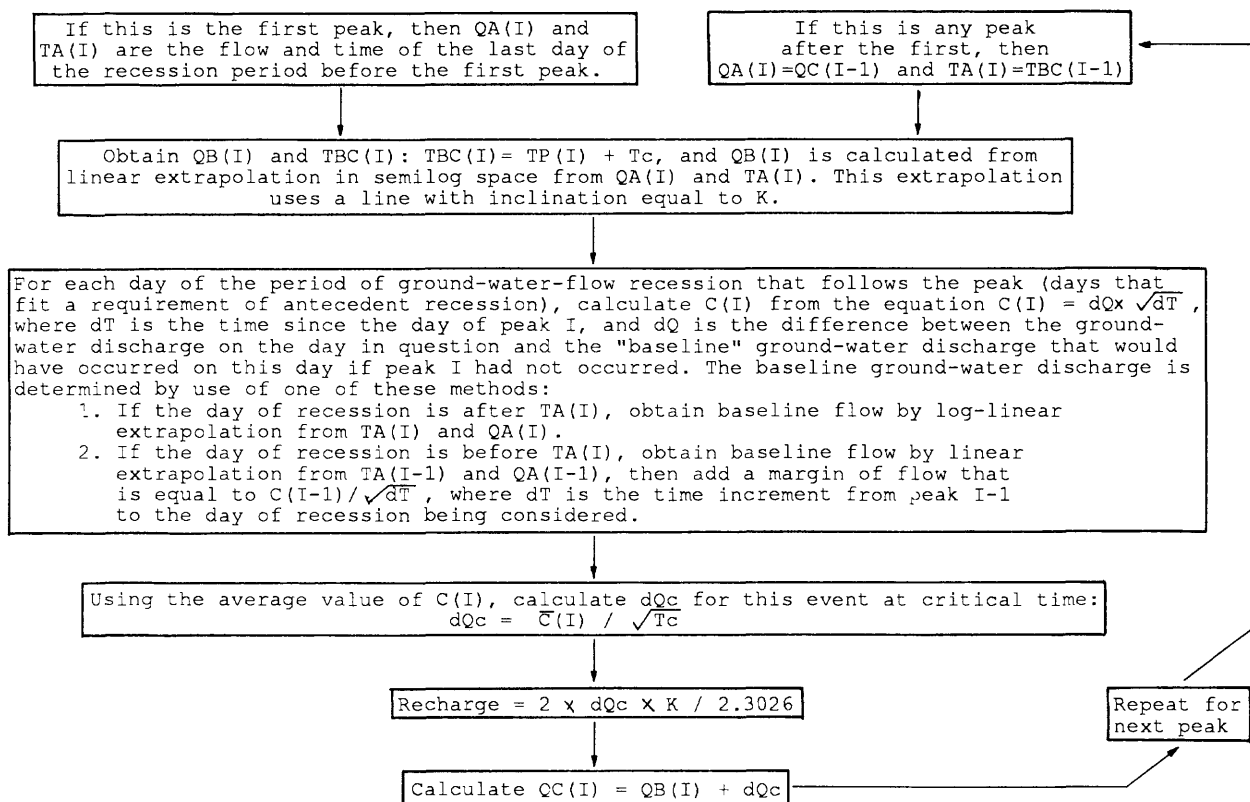 If this is the first peak, then QA(I) and
TA(I) are the flow and time of the last day of
the recession period before the first peak.
If this is any peak
after the first, then
QA(I)=QC(I-1) and TA(I)=TBC(I-1)
Obtain QB(I) and TBC(I): TBC(I)= TP(I) + Tc, and QB(I) is calculated from
linear extrapolation in semilog space from QA(I) and TA(I). This extrapolation
uses a line with inclination equal to K.
For each day of the period of ground-water-flow recession that follows the peak (days that
fit a requirement of antecedent recession), calculate C(I) from the equation C(I) = dQx √dT ,
where dT is the time since the day of peak I, and dQ is the difference between the ground-
water discharge on the day in question and the "baseline" ground-water discharge that would
have occurred on this day if peak I had not occurred. The baseline ground-water discharge is
determined by use of one of these methods:
1. If the day of recession is after TA(I), obtain baseline flow by log-linear
extrapolation from TA(I) and QA(I).
2. If the day of recession is before TA(I), obtain baseline flow by linear
extrapolation from TA(I-1) and QA(I-1), then add a margin of flow that
is equal to C(I-1)/√dT , where dT is the time increment from peak I-1
to the day of recession being considered.
Using the average value of C(I), calculate dQc for this event at critical time:
dQc = C̅(I) / √Tc
Recharge = 2 x dQc x K / 2.3026
Repeat for
next peak
Calculate QC(I) = QB(I) + dQc